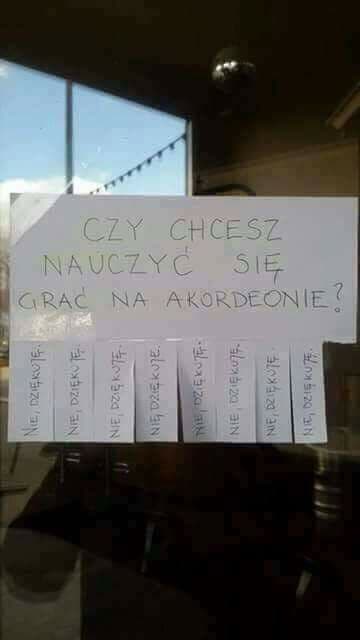 CZY CHCESZ
NAUCZYĆ SIĘ
GRAĆ NA AKORDEONIE?
NIE, DZIĘKUJĘ.
NIE, DZIĘKUJĘ.
NIE, DZIĘKUJĘ.
NIE, DZIĘKUJE.
NIE, DZIĘKUJĘ.
NIE, DZIĘKUJĘ.
NIE, DZIĘKUJĘ.
NIE, DZIĘKUJĘ.